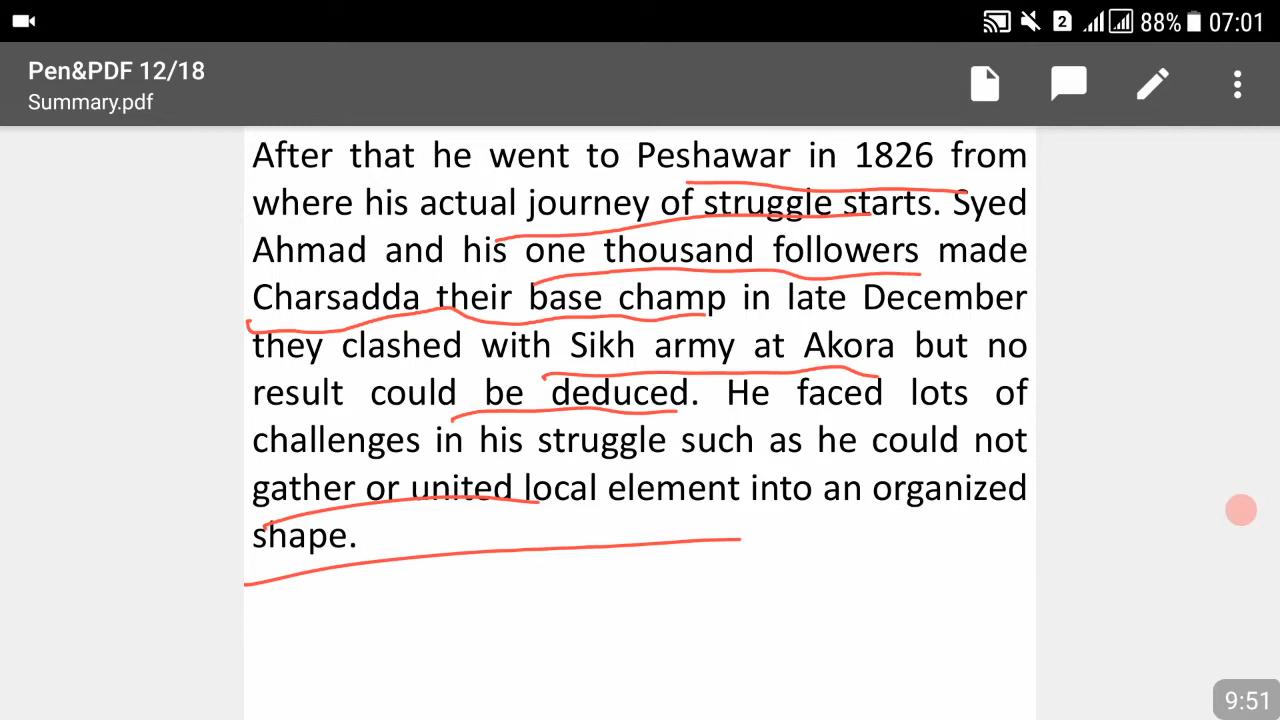 2 88% 07:01
Pen&PDF 12/18
Summary.pdf
After that he went to Peshawar in 1826 from
where his actual journey of struggle starts. Syed
Ahmad and his one thousand followers made
Charsadda their base champ in late December
they clashed with Sikh army at Akora but no
result could be deduced. He faced lots of
challenges in his struggle such as he could not
gather or united local element into an organized
shape.
9:51